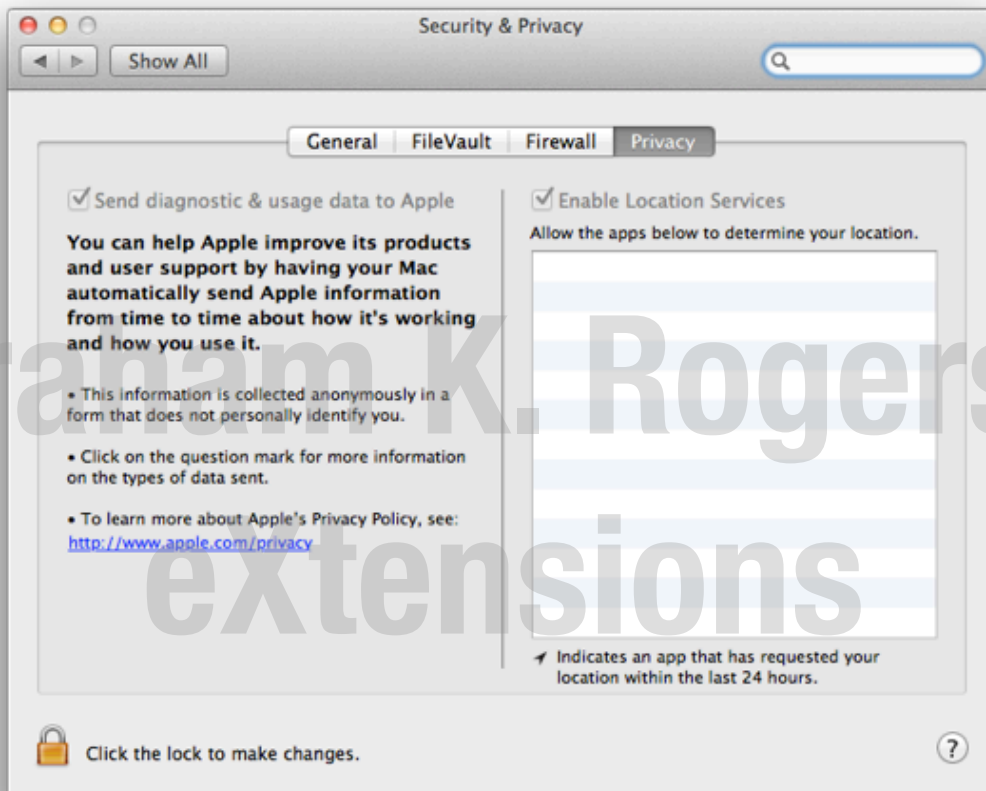 Security & Privacy
Show All
General FileVault Firewall Privacy
Send diagnostic & usage data to Apple
You can help Apple improve its products
and user support by having your Mac
automatically send Apple information
from time to time about how it's working
and how you use it.
• This information is collected anonymously in a
form that does not personally identify you.
• Click on the question mark for more information
on the types of data sent.
• To learn more about Apple's Privacy Policy, see:
http://www.apple.com/privacy
Enable Location Services
Allow the apps below to determine your location.
Indicates an app that has requested your
location within the last 24 hours.
Click the lock to make changes.
?
raham K. Rogers
eXtensions